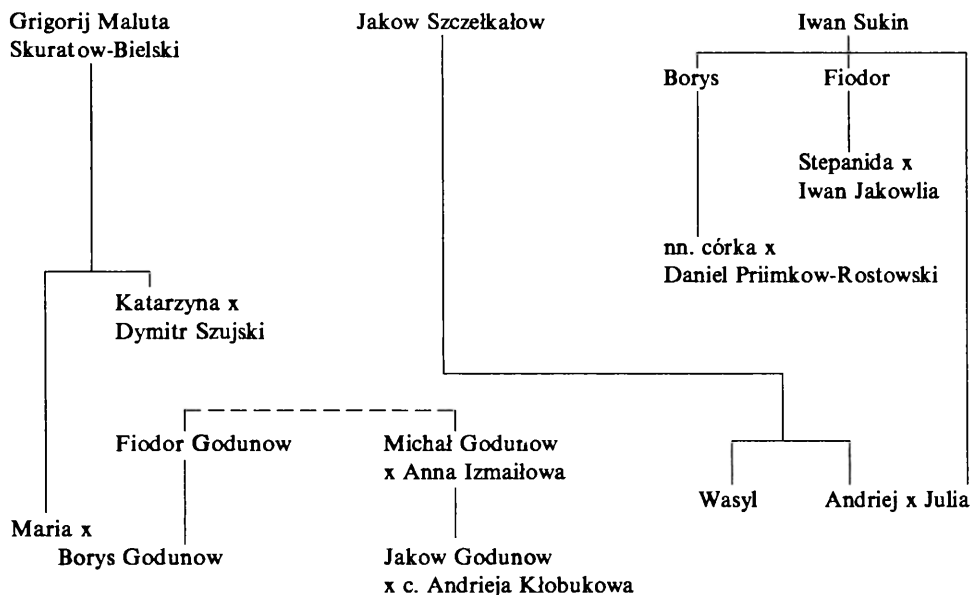 Grigorij Maluta
Skuratow-Bielski
Jakow Szczełkałow
Iwan Sukin
Borys
Fiodor
Stepanida x
Iwan Jakowlia
nn. córka x
Daniel Priimkow-Rostowski
Katarzyna x
Dymitr Szujski
Fiodor Godunow
Michał Godunow
x Anna Izmaiłowa
Wasyl
Andriej x Julia
Maria x
Borys Godunow
Jakow Godunow
x c. Andrieja Kłobukowa